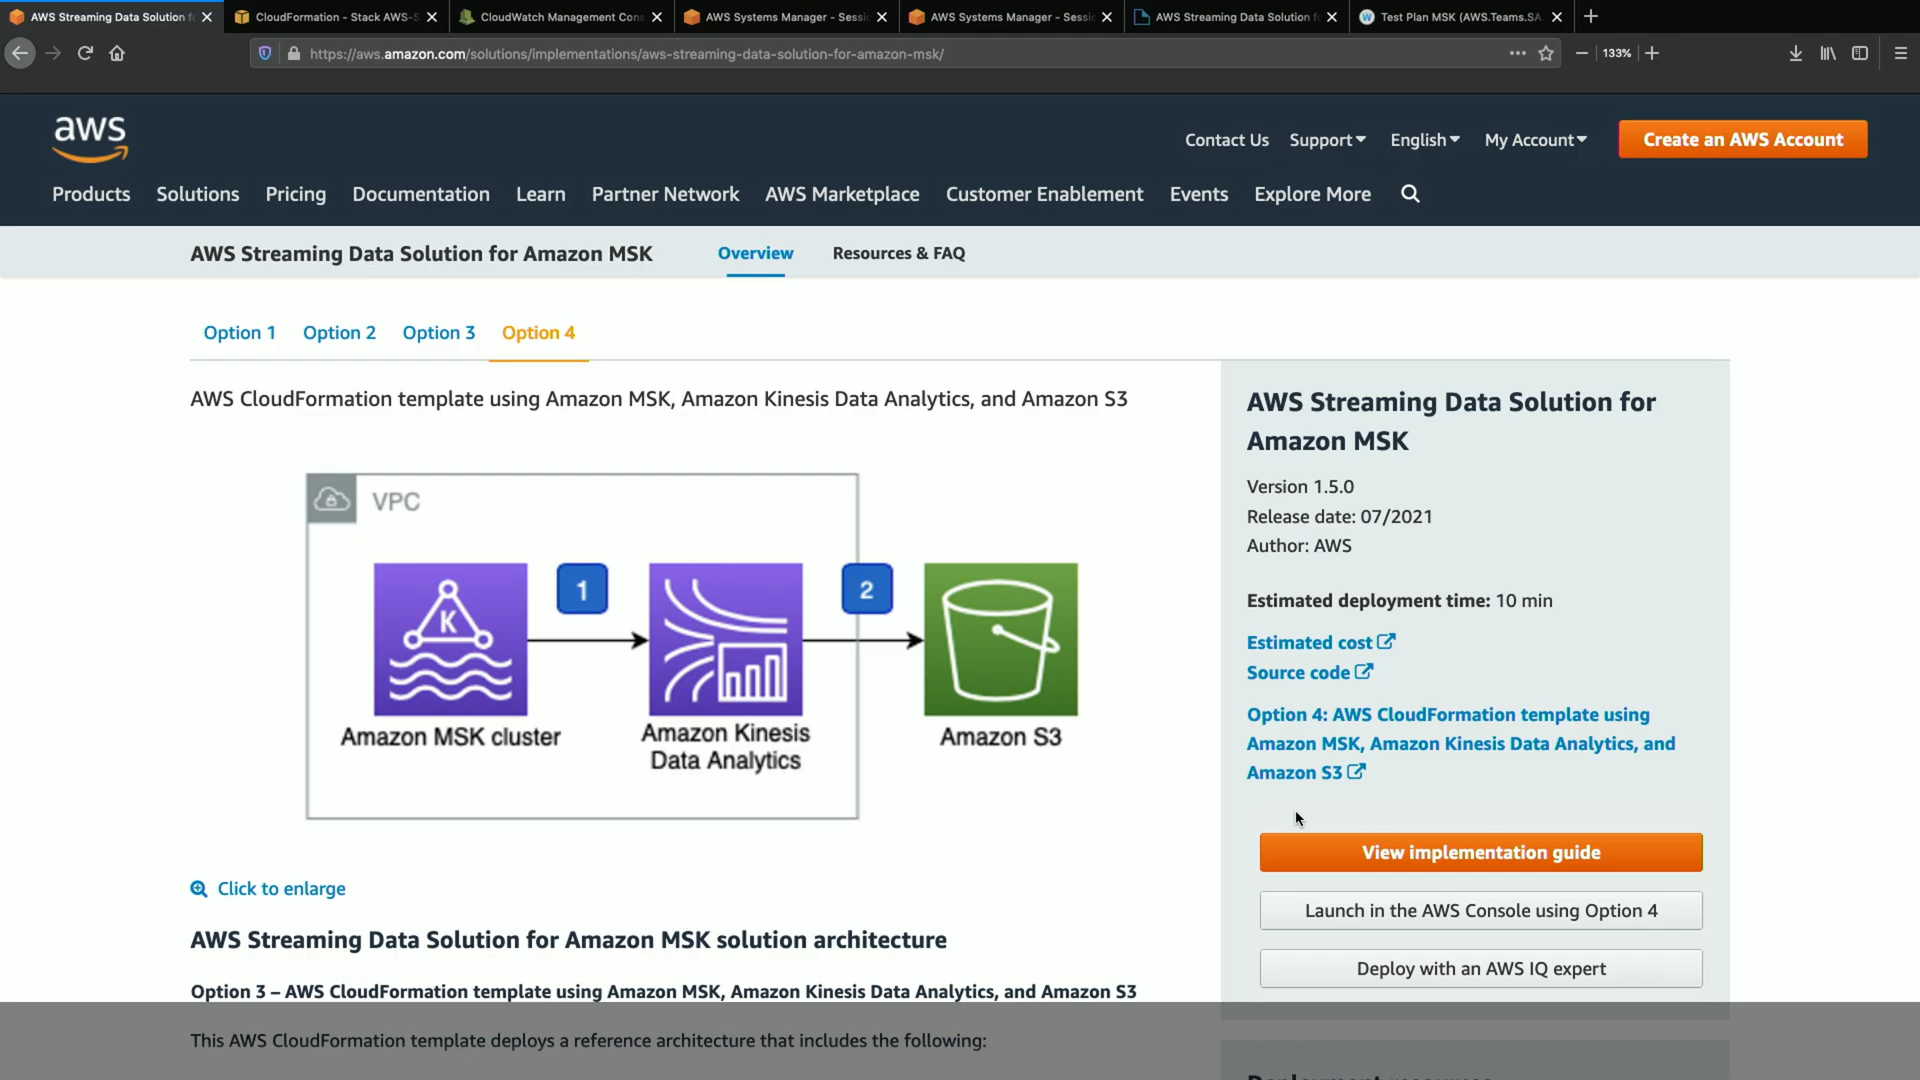 AWS Streaming Data Solution f
CloudFormation - Stack AWS-S
CloudWatch Management Cons
AWS Systems Manager - Sessi
AWS Systems Manager - Sessi
AWS Streaming Data Solution f
Test Plan MSK (AWS.Teams.SA
https://aws.amazon.com/solutions/implementations/aws-streaming-data-solution-for-amazon-msk/
133%
aws
Contact Us Support English My Account Create an AWS Account
Products Solutions Pricing Documentation Learn Partner Network AWS Marketplace Customer Enablement Events Explore More
AWS Streaming Data Solution for Amazon MSK Overview Resources & FAQ
Option 1 Option 2 Option 3 Option 4
AWS CloudFormation template using Amazon MSK, Amazon Kinesis Data Analytics, and Amazon S3
VPC
1
2
K
Amazon MSK cluster
Amazon Kinesis
Data Analytics
Amazon S3
Click to enlarge
AWS Streaming Data Solution for Amazon MSK solution architecture
Option 3 – AWS CloudFormation template using Amazon MSK, Amazon Kinesis Data Analytics, and Amazon S3
This AWS CloudFormation template deploys a reference architecture that includes the following:
AWS Streaming Data Solution for
Amazon MSK
Version 1.5.0
Release date: 07/2021
Author: AWS
Estimated deployment time: 10 min
Estimated cost
Source code
Option 4: AWS CloudFormation template using
Amazon MSK, Amazon Kinesis Data Analytics, and
Amazon S3
View implementation guide
Launch in the AWS Console using Option 4
Deploy with an AWS IQ expert